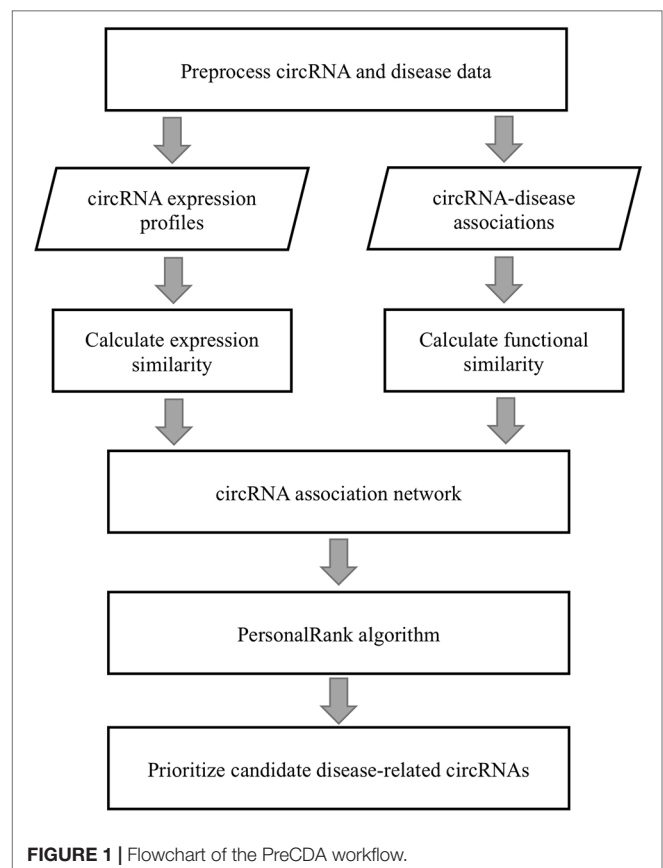 Preprocess circRNA and disease data
circRNA expression
profiles
circRNA-disease
associations
Calculate expression
similarity
Calculate functional
similarity
circRNA association network
PersonalRank algorithm
Prioritize candidate disease-related circRNAs
FIGURE 1 | Flowchart of the PreCDA workflow.